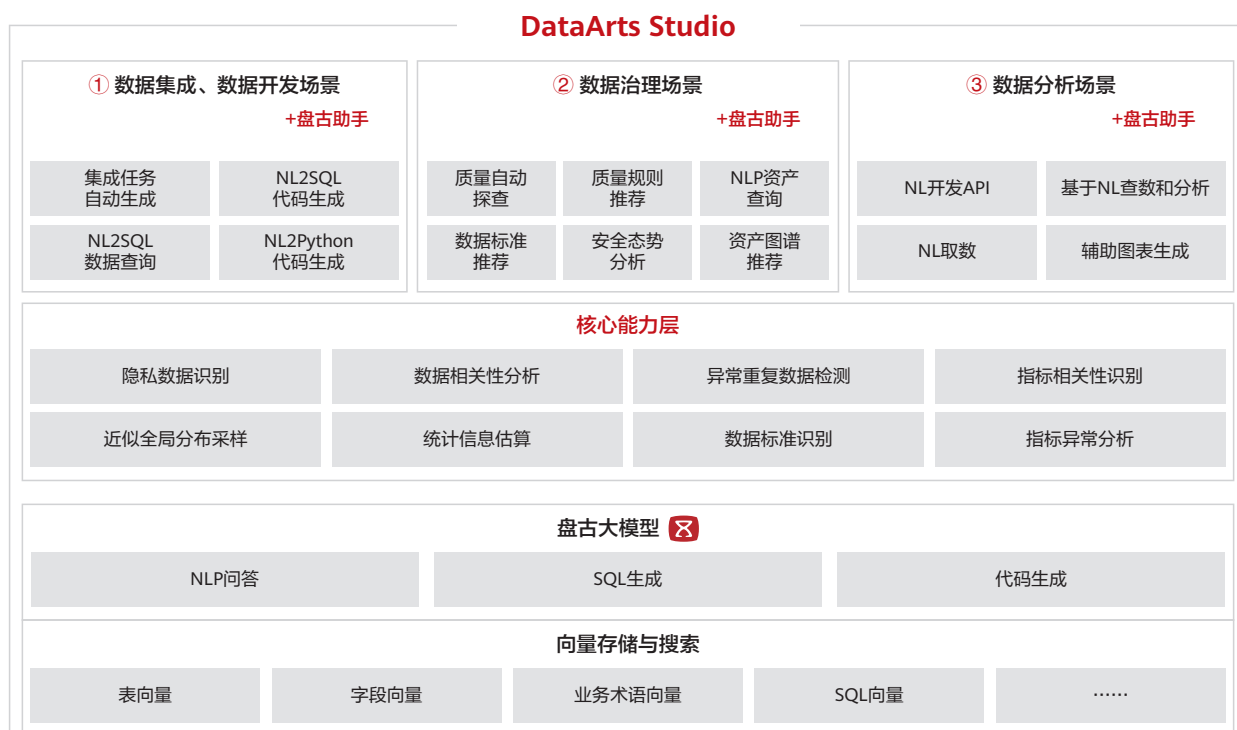 DataArts Studio
① 数据集成、数据开发场景
+盘古助手
集成任务
自动生成
NL2SQL
代码生成
NL2SQL
数据查询
NL2Python
代码生成
② 数据治理场景
+盘古助手
质量自动
探查
质量规则
推荐
NLP资产
查询
数据标准
推荐
安全态势
分析
资产图谱
推荐
③ 数据分析场景
+盘古助手
NL开发API
基于NL查数和分析
NL取数
辅助图表生成
核心能力层
隐私数据识别
数据相关性分析
异常重复数据检测
指标相关性识别
近似全局分布采样
统计信息估算
数据标准识别
指标异常分析
盘古大模型
NLP问答
SQL生成
代码生成
向量存储与搜索
表向量
字段向量
业务术语向量
SQL向量
……